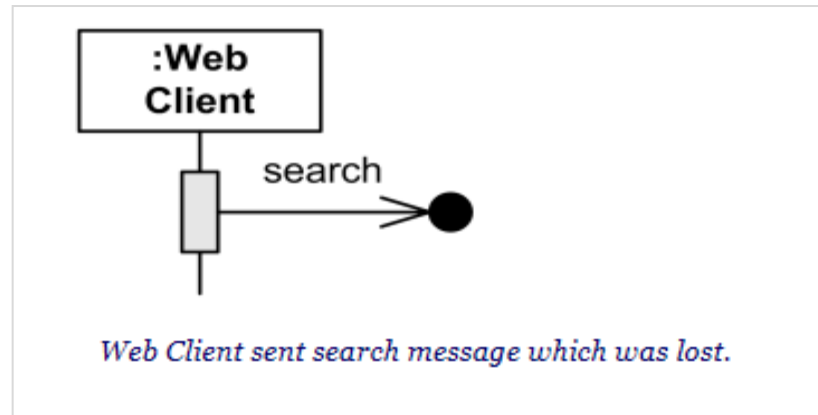 :Web
Client
search
Web Client sent search message which was lost.